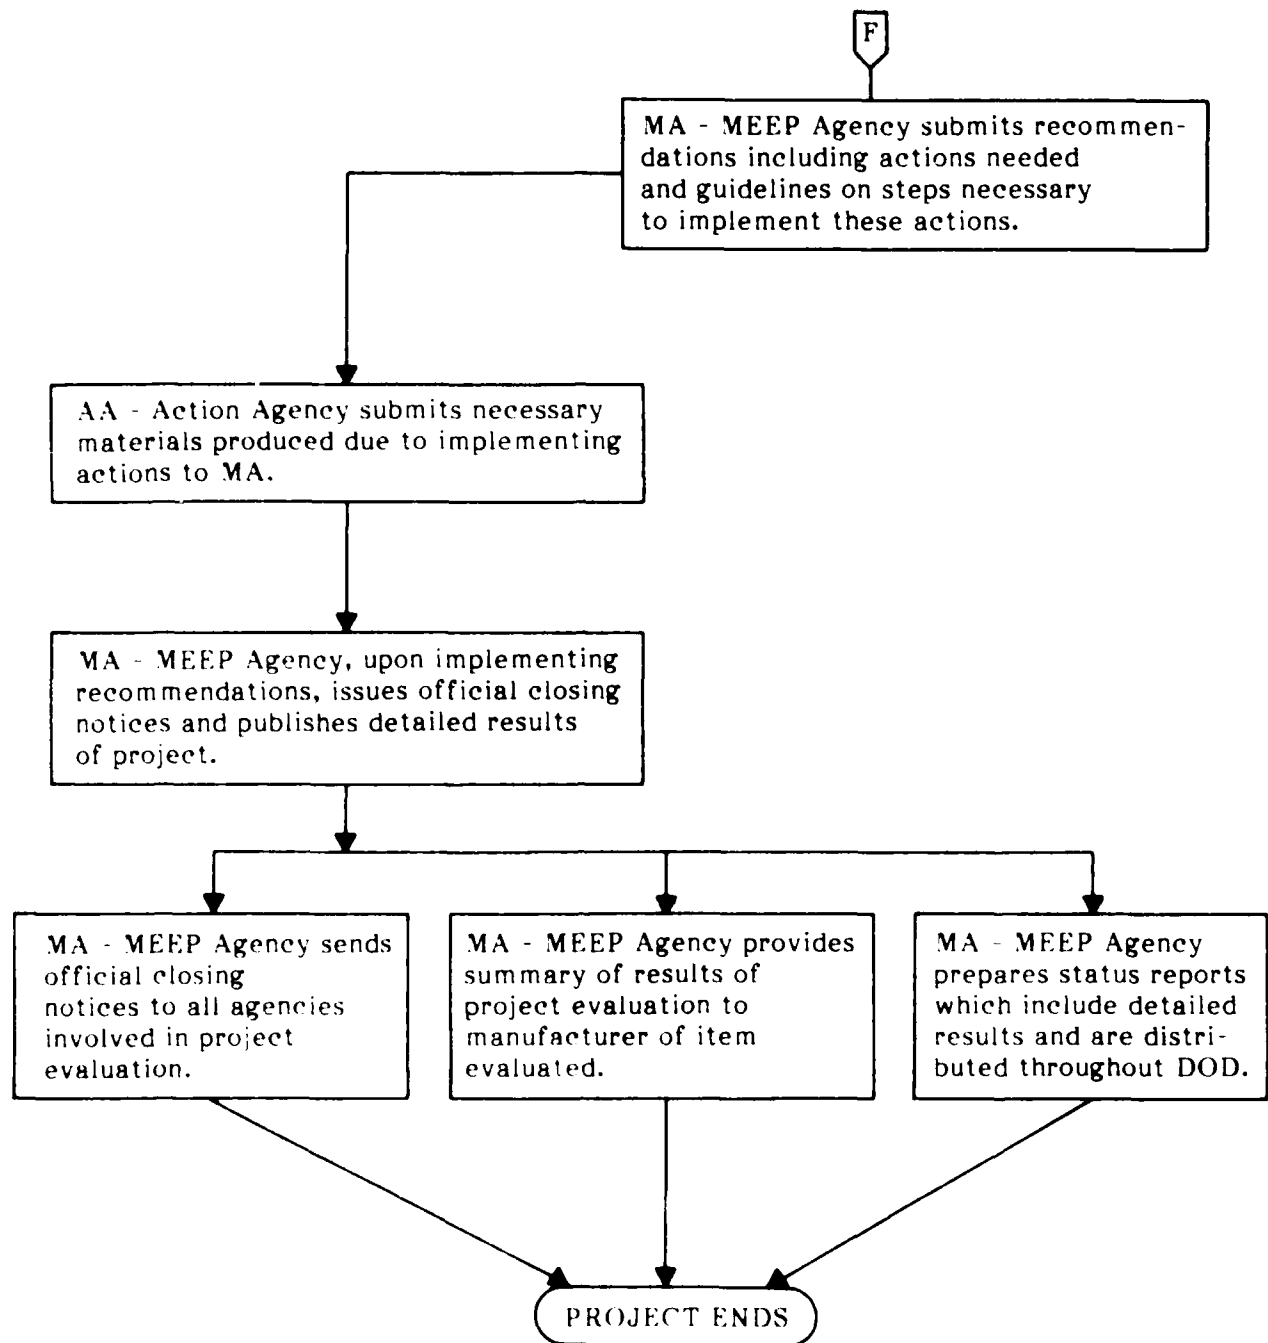 F
MA - MEEP Agency submits recommen-
dations including actions needed
and guidelines on steps necessary
to implement these actions.
AA - Action Agency submits necessary
materials produced due to implementing
actions to MA.
MA - MEEP Agency, upon implementing
recommendations, issues official closing
notices and publishes detailed results
of project.
MA - MEEP Agency sends
official closing
notices to all agencies
involved in project
evaluation.
MA - MEEP Agency provides
summary of results of
project evaluation to
manufacturer of item
evaluated.
MA - MEEP Agency
prepares status reports
which include detailed
results and are distri-
buted throughout DOD.
PROJECT ENDS